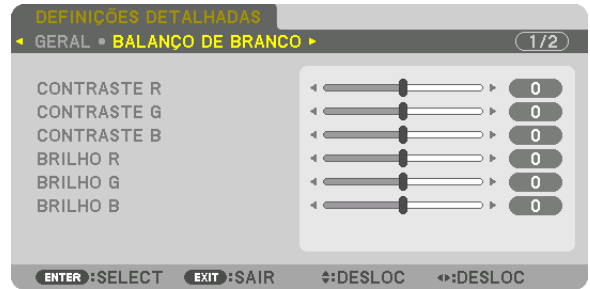 DEFINIÇÕES DETALHADAS
GERAL • BALANÇO DE BRANCO 1/2
CONTRASTE R 0
CONTRASTE G 0
CONTRASTE B 0
BRILHO R 0
BRILHO G 0
BRILHO B 0
ENTER :SELECT EXIT :SAIR :DESLOC :DESLOC